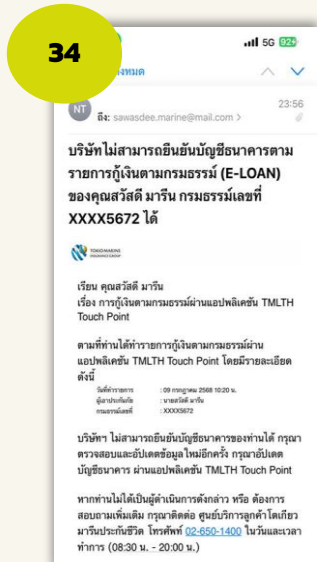 34
5G 92
งหมด
NT
23:56
ถึง: sawasdee.marine@mail.com >
บริษัทไม่สามารถยืนยันบัญชีธนาคารตาม
รายการกู้เงินตามกรมธรรม์ (E-LOAN)
ของคุณสวัสดี มารีน กรมธรรม์เลขที่
XXXX5672 ได้
TOKIO MARINE
INSURANCE GROUP
เรียน คุณสวัสดี มารีน
เรื่อง การกู้เงินตามกรมธรรม์ผ่านแอปพลิเคชัน TMLTH
Touch Point
ตามที่ท่านได้ทำรายการกู้เงินตามกรมธรรม์ผ่าน
แอปพลิเคชัน TMLTH Touch Point โดยมีรายละเอียด
ดังนี้
วันที่ทำรายการ : 09 กรกฎาคม 2568 10:20 น.
ผู้เอาประกันภัย : นายสวัสดี มารีน
กรมธรรม์เลขที่ : XXXX5672
บริษัทฯ ไม่สามารถยืนยันบัญชีธนาคารของท่านได้ กรุณา
ตรวจสอบและอัปเดตข้อมูลใหม่อีกครั้ง กรุณาอัปเดต
บัญชีธนาคาร ผ่านแอปพลิเคชัน TMLTH Touch Point
หากท่านไม่ได้เป็นผู้ดำเนินการดังกล่าว หรือ ต้องการ
สอบถามเพิ่มเติม กรุณาติดต่อ ศูนย์บริการลูกค้าโตเกียว
มารีนประกันชีวิต โทรศัพท์ 02-650-1400 ในวันและเวลา
ทำการ (08:30 น. - 20:00 น.)